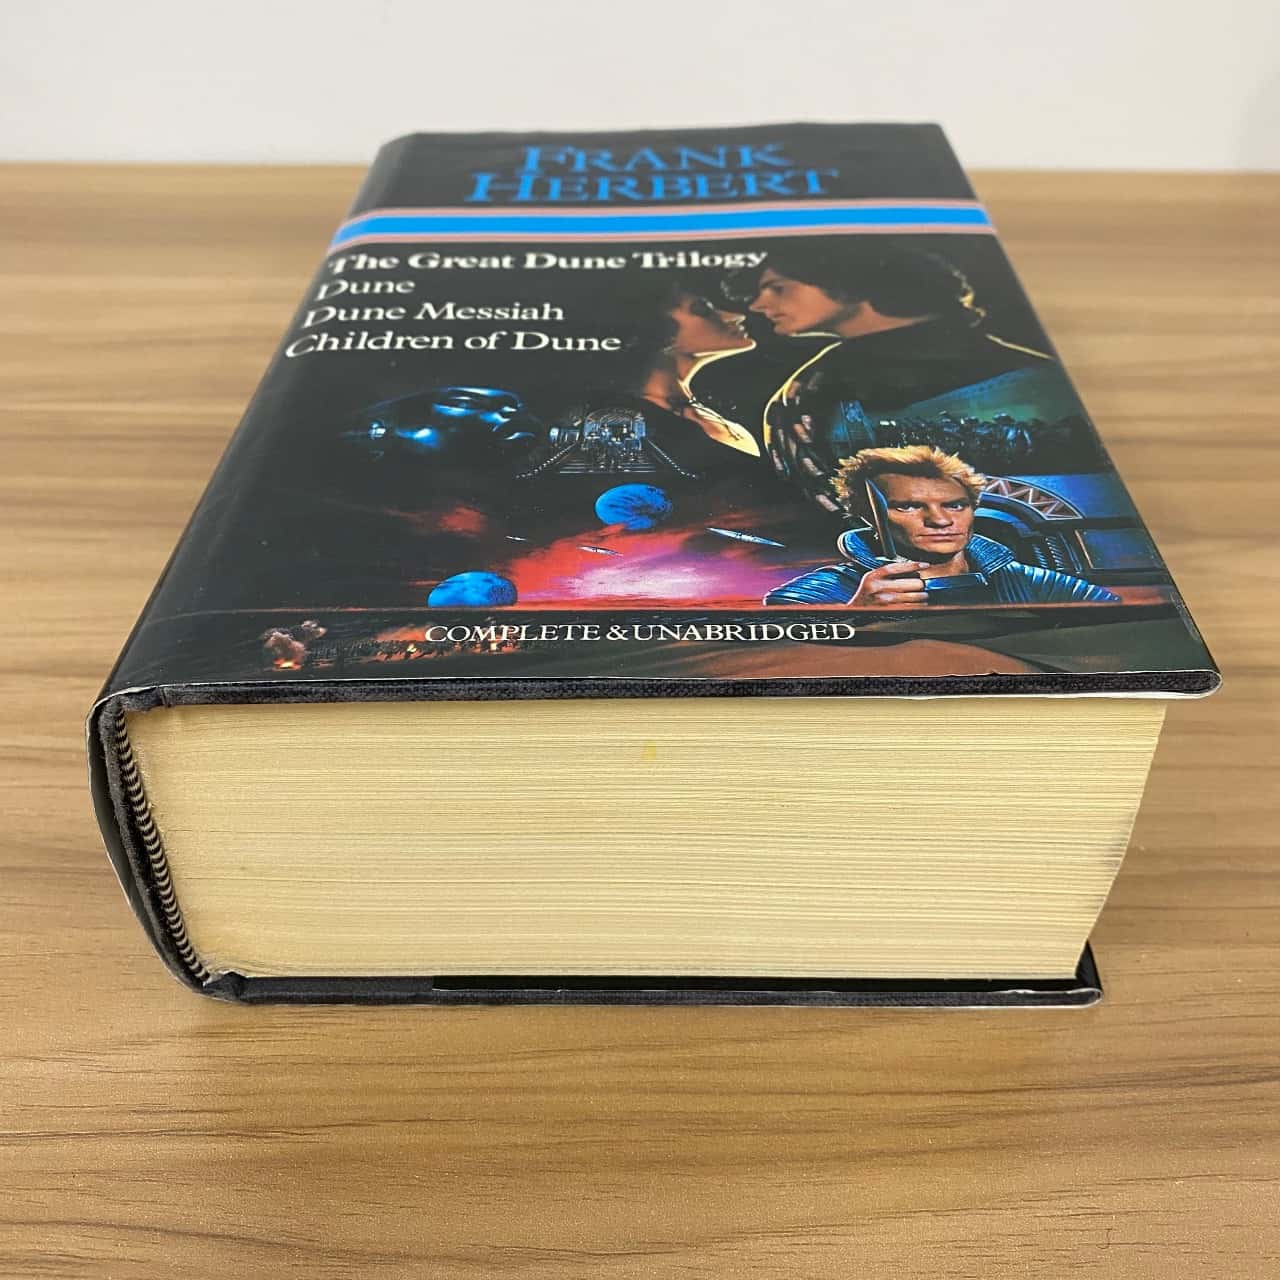 FRANK
HERBERT
The Great Dune Trilogy
Dune
Dune Messiah
Children of Dune
COMPLETE & UNABRIDGED